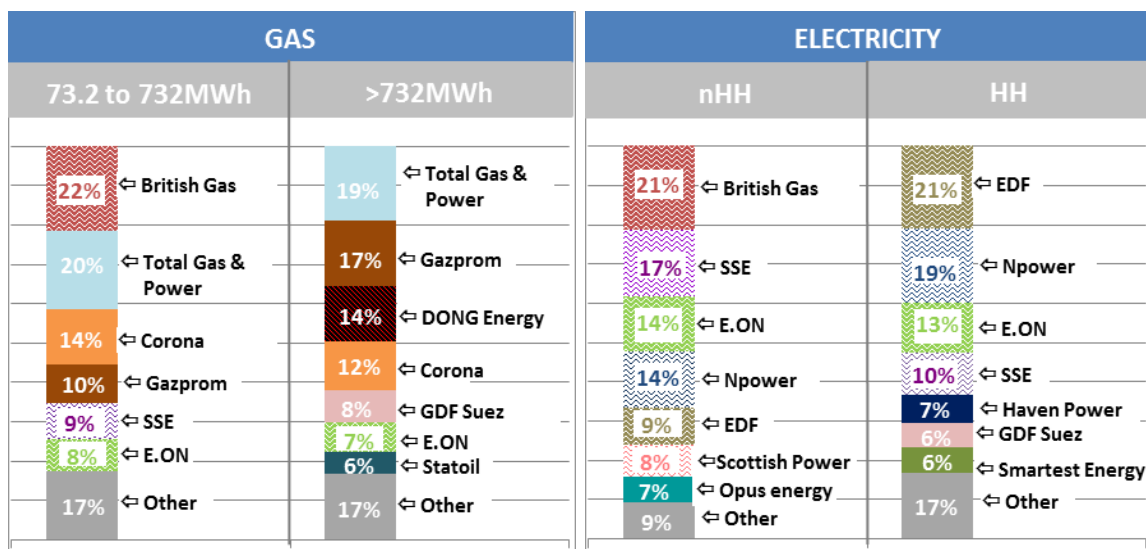 GAS
73.2 to 732MWh
>732MWh
22%
⇦ British Gas
20%
⇦ Total Gas &
Power
14%
⇦ Corona
10%
⇦ Gazprom
9%
⇦ SSE
8%
⇦ E.ON
17%
⇦ Other
19%
⇦ Total Gas &
Power
17%
⇦ Gazprom
14%
⇦ DONG Energy
12%
⇦ Corona
8%
⇦ GDF Suez
7%
⇦ E.ON
6%
⇦ Statoil
17%
⇦ Other
ELECTRICITY
nHH
HH
21%
⇦ British Gas
17%
⇦ SSE
14%
⇦ E.ON
14%
⇦ Npower
9%
⇦ EDF
8%
⇦ Scottish Power
7%
⇦ Opus energy
9%
⇦ Other
21%
⇦ EDF
19%
⇦ Npower
13%
⇦ E.ON
10%
⇦ SSE
7%
⇦ Haven Power
6%
⇦ GDF Suez
6%
⇦ Smartest Energy
17%
⇦ Other